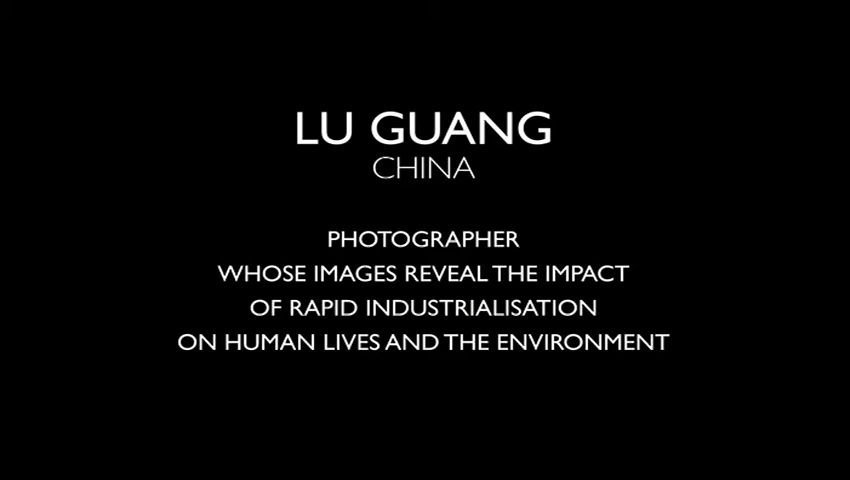 LU GUANG
CHINA
PHOTOGRAPHER
WHOSE IMAGES REVEAL THE IMPACT
OF RAPID INDUSTRIALISATION
ON HUMAN LIVES AND THE ENVIRONMENT